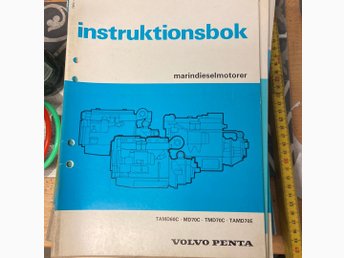 instruktionsbok
marindieselmotorer
TAMD60C · MD70C · TMD70C · TAMD70E
VOLVO PENTA